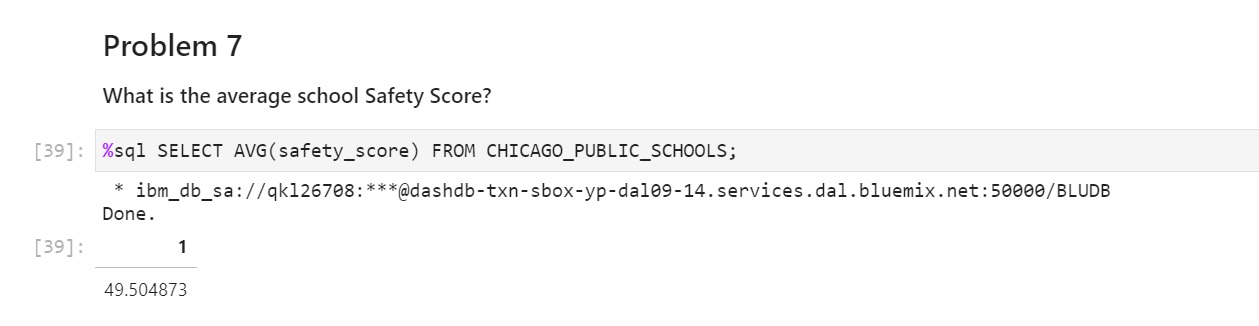 Problem 7
What is the average school Safety Score?
[39]: %sql SELECT AVG(safety_score) FROM CHICAGO_PUBLIC_SCHOOLS;
* ibm_db_sa://qkl26708:***@dashdb-txn-sbox-yp-dal09-14.services.dal.bluemix.net:50000/BLUDB
Done.
[39]: 1
49.504873